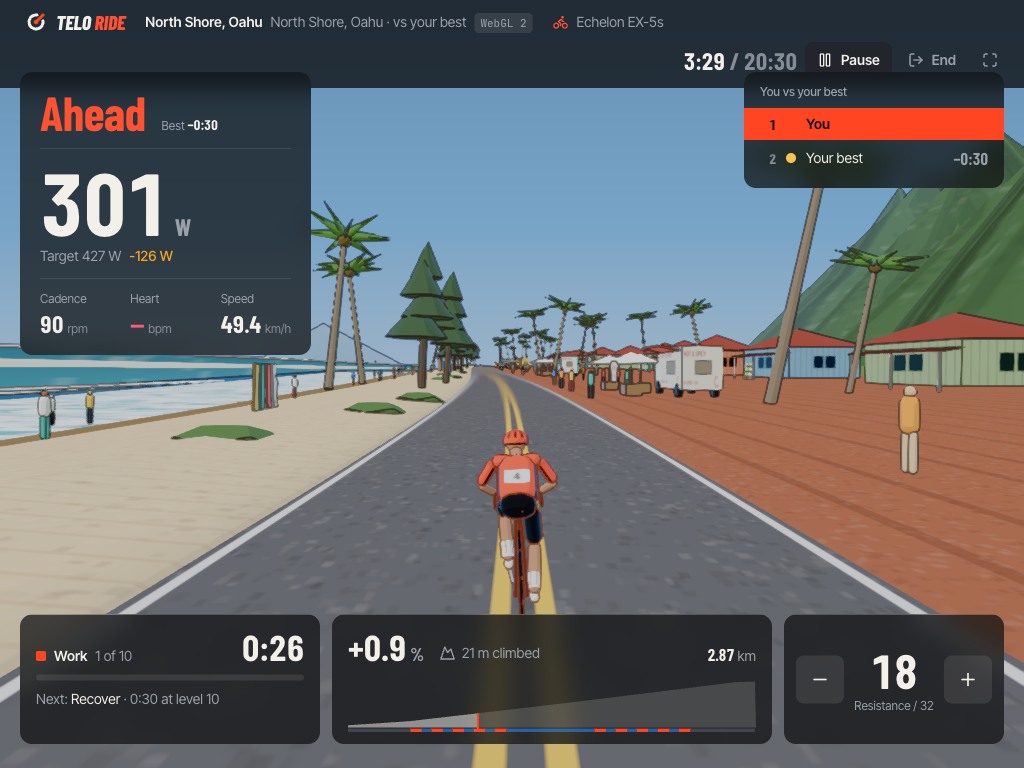 TELO RIDE North Shore, Oahu North Shore, Oahu · vs your best WebGL 2 Echelon EX-5s
3:29 / 20:30 Pause End
Ahead Best −0:30
301 W
Target 427 W -126 W
Cadence Heart Speed
90 rpm – bpm 49.4 km/h
You vs your best
1 You
2 Your best −0:30
4
Work 1 of 10 0:26
Next: Recover · 0:30 at level 10
+0.9 % 21 m climbed 2.87 km
− 18 +
Resistance / 32